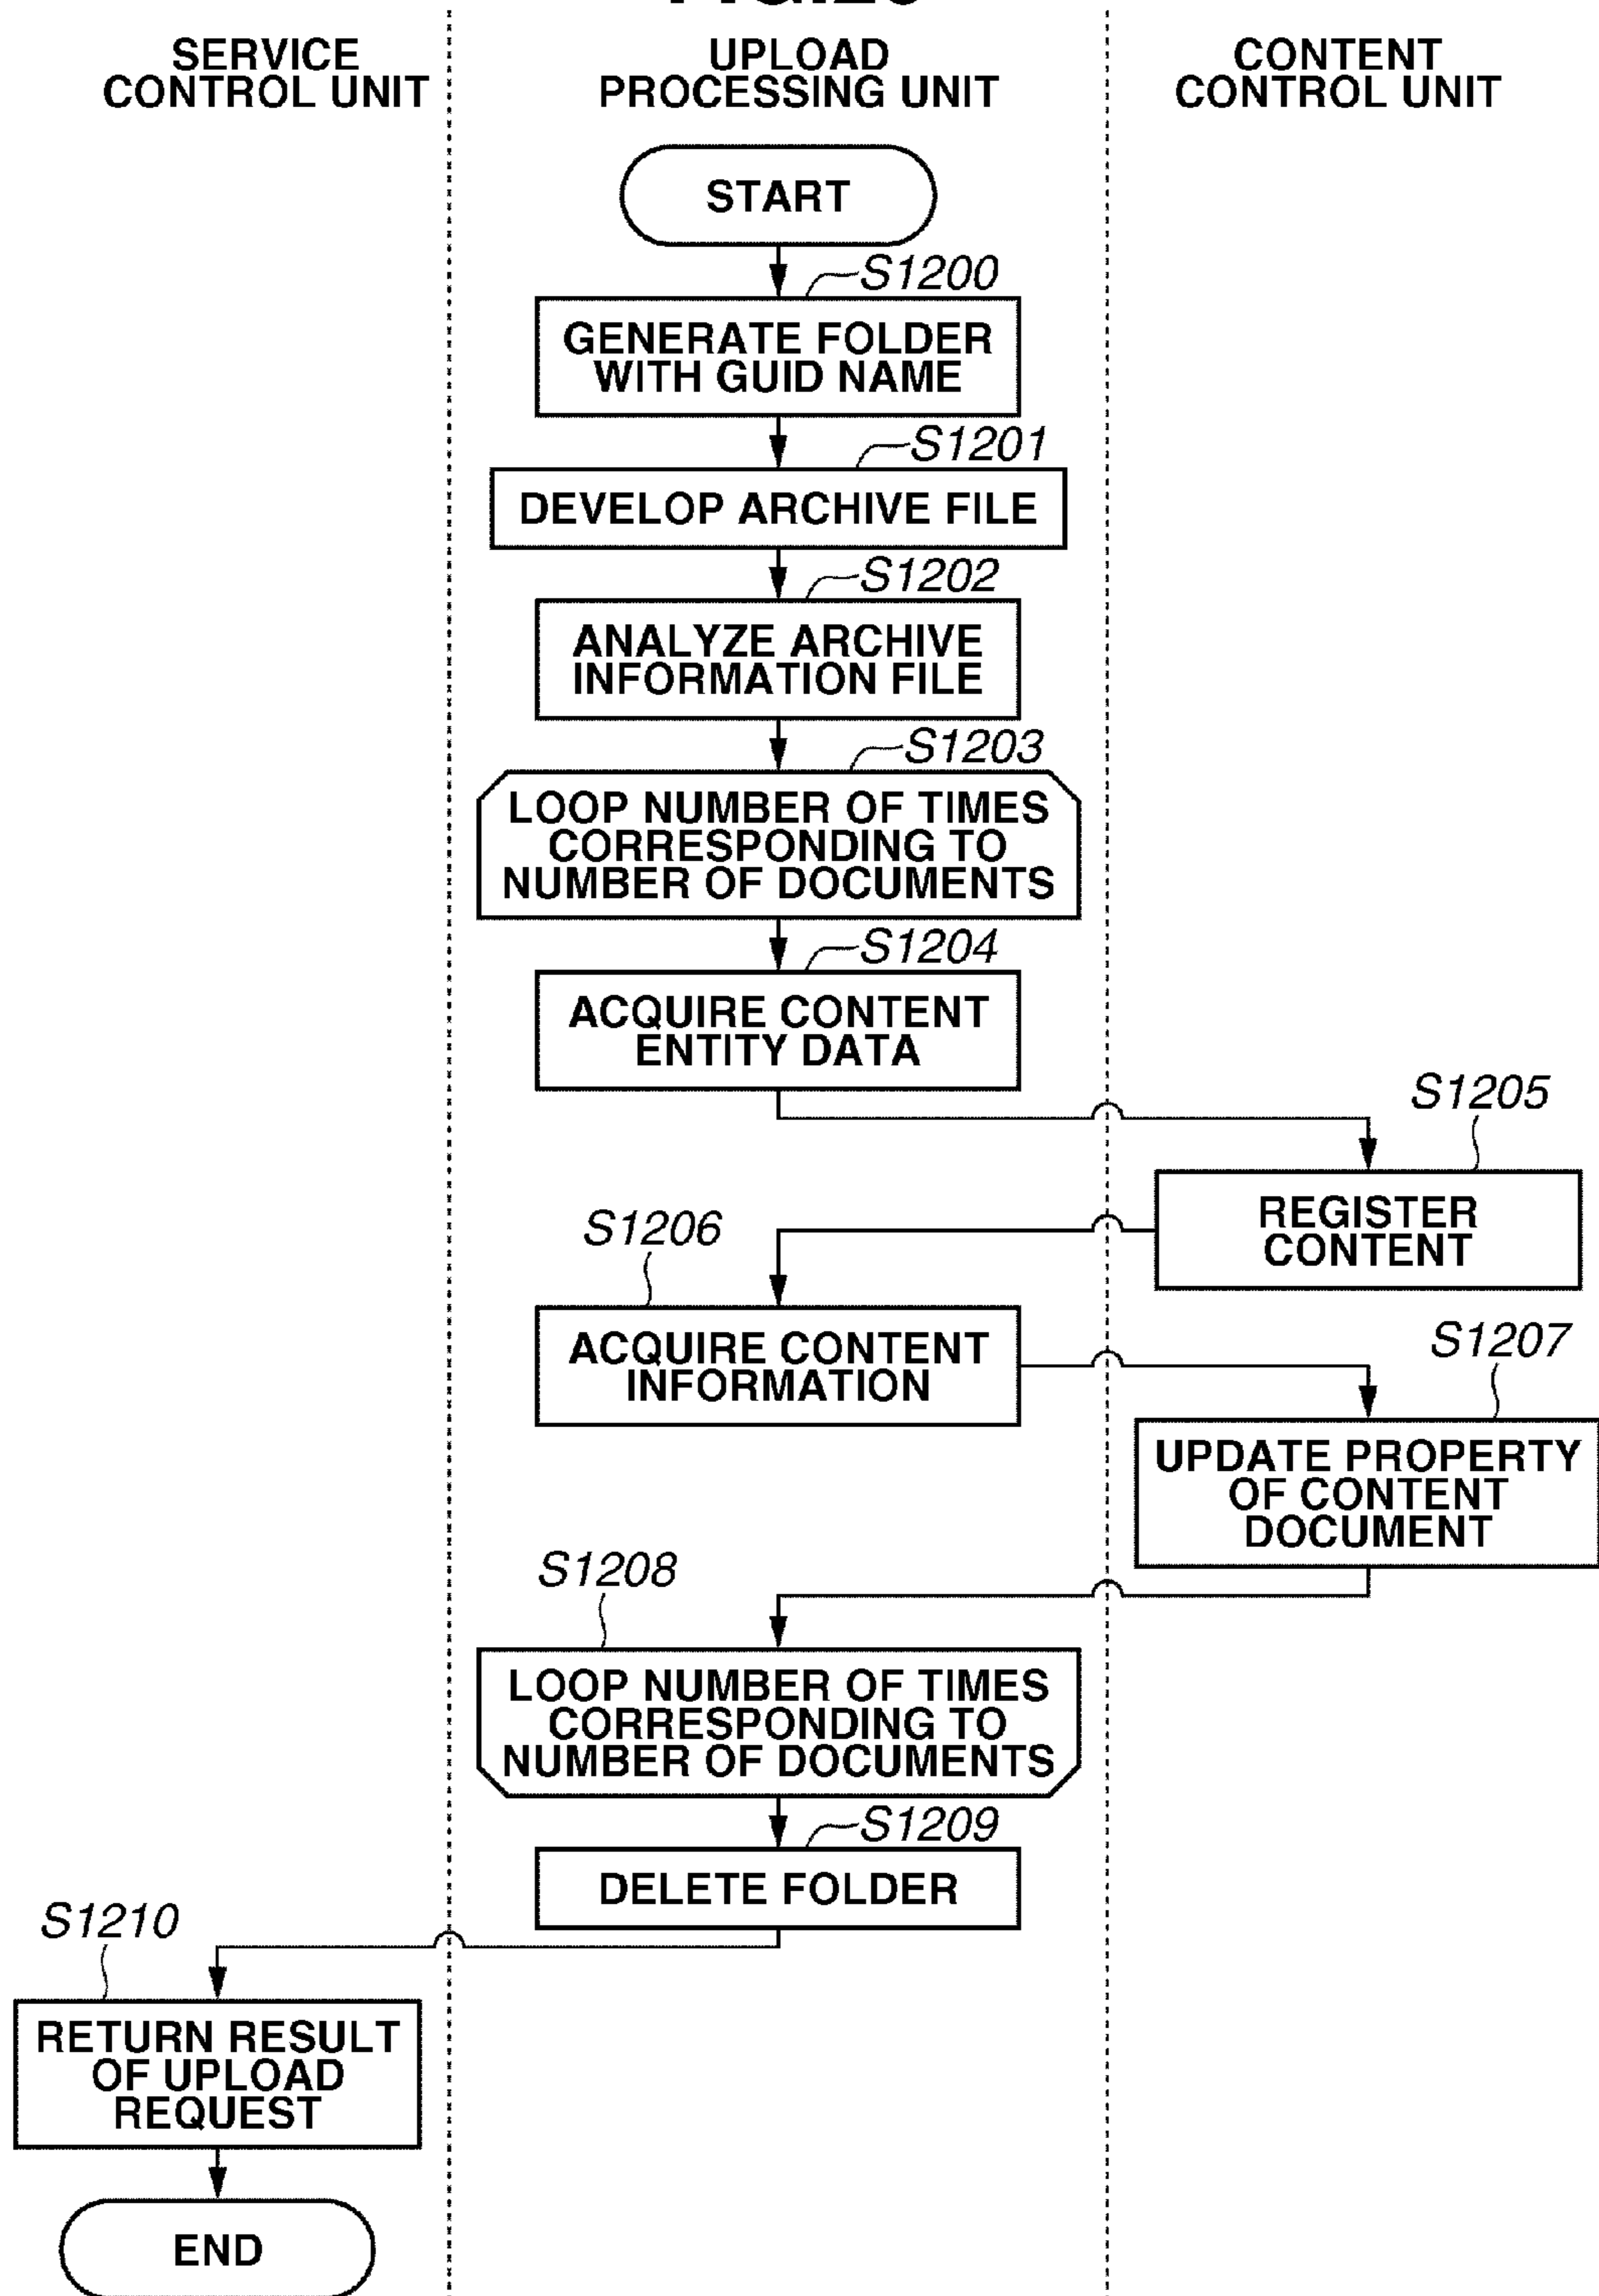 SERVICE
CONTROL UNIT
UPLOAD
PROCESSING UNIT
CONTENT
CONTROL UNIT
START
S1200
GENERATE FOLDER
WITH GUID NAME
S1201
DEVELOP ARCHIVE FILE
S1202
ANALYZE ARCHIVE
INFORMATION FILE
S1203
LOOP NUMBER OF TIMES
CORRESPONDING TO
NUMBER OF DOCUMENTS
S1204
ACQUIRE CONTENT
ENTITY DATA
S1205
REGISTER
CONTENT
S1206
ACQUIRE CONTENT
INFORMATION
S1207
UPDATE PROPERTY
OF CONTENT
DOCUMENT
S1208
LOOP NUMBER OF TIMES
CORRESPONDING TO
NUMBER OF DOCUMENTS
S1209
DELETE FOLDER
S1210
RETURN RESULT
OF UPLOAD
REQUEST
END